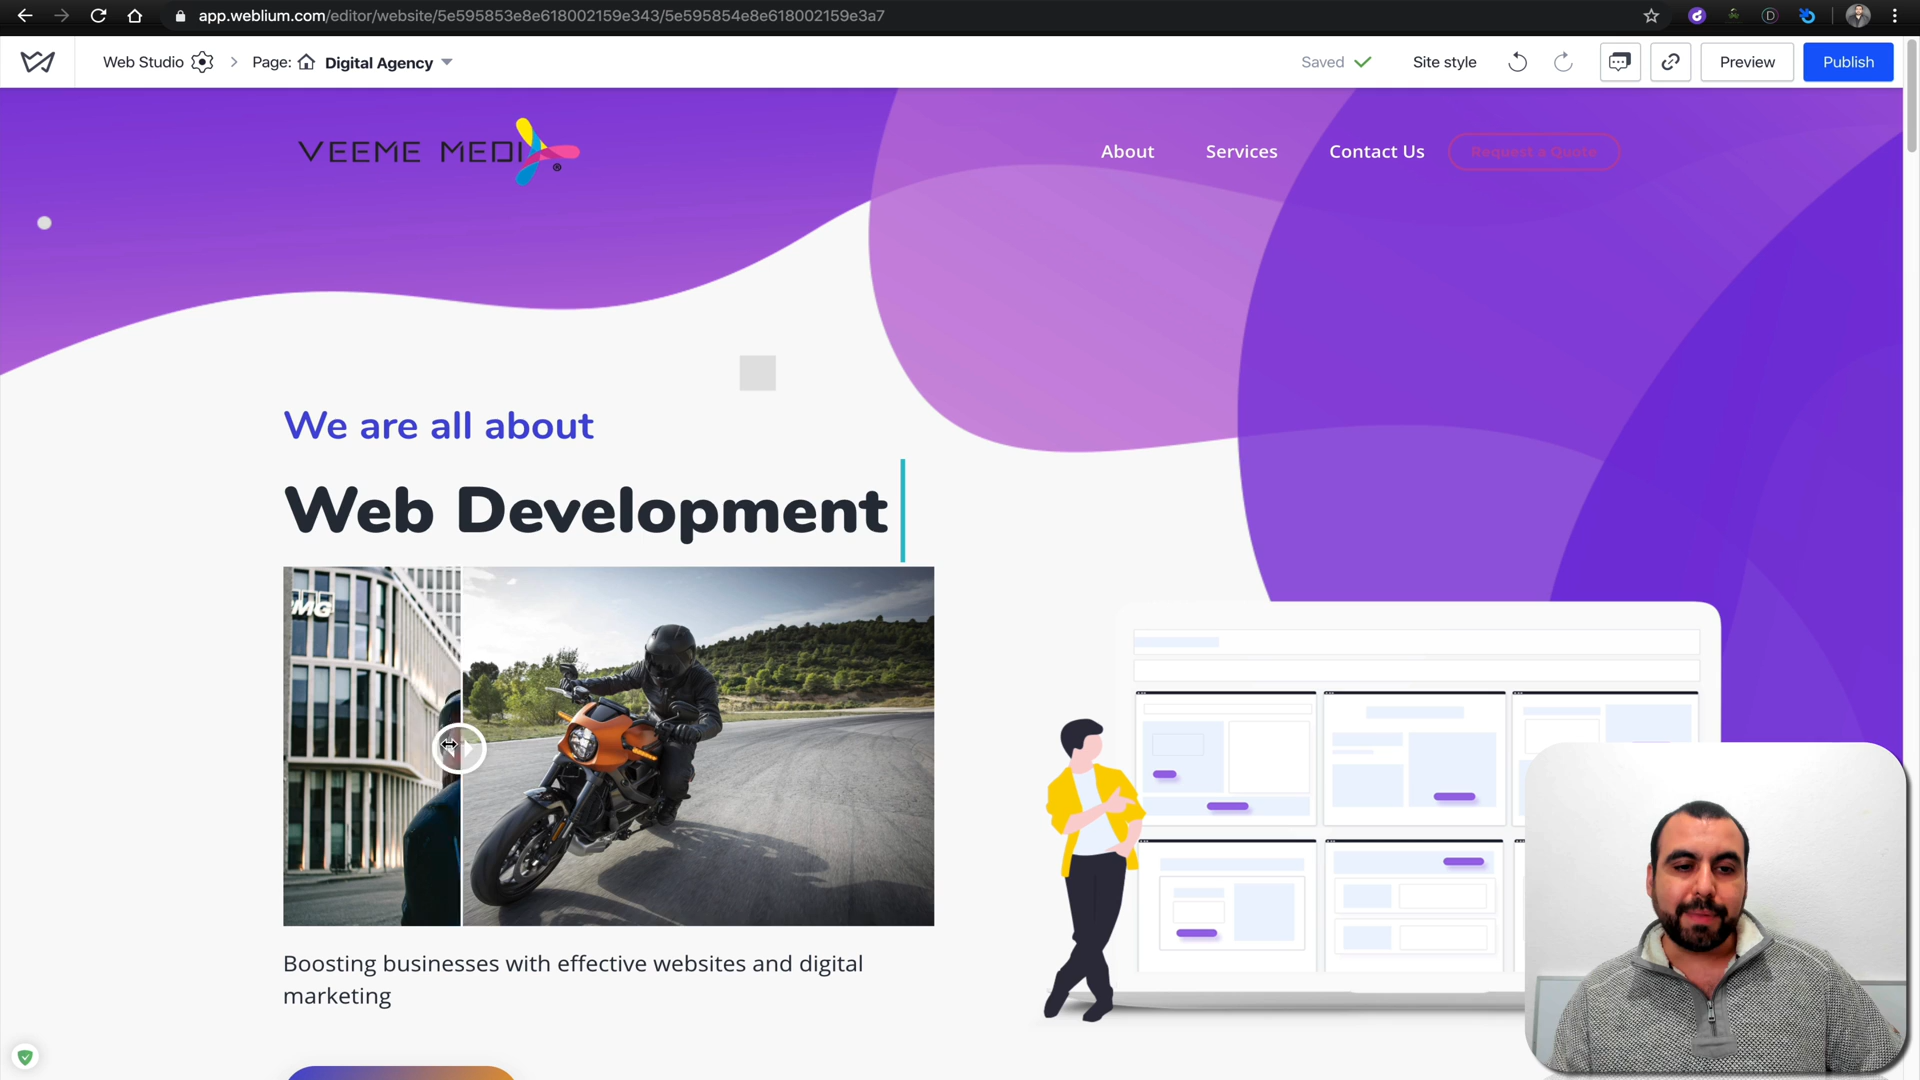 app.weblium.com/editor/website/5e595853e8e618002159e343/5e595854e8e618002159e3a7
Web Studio > Page: Digital Agency
Saved Site style Preview Publish
VEEME MEDI
About Services Contact Us Request a Quote
We are all about
Web Development
Boosting businesses with effective websites and digital
marketing